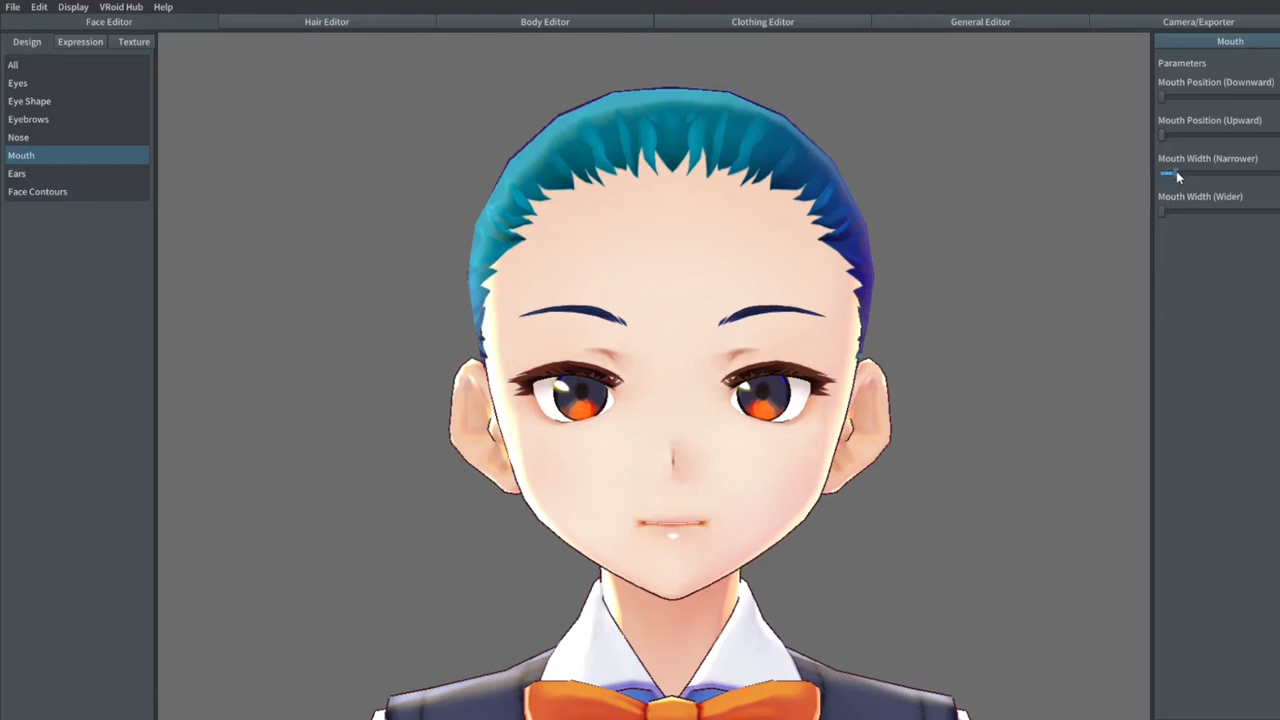 File Edit Display VRoid Hub Help
Face Editor Hair Editor Body Editor Clothing Editor General Editor Camera/Exporter
Design Expression Texture
All
Eyes
Eye Shape
Eyebrows
Nose
Mouth
Ears
Face Contours
Mouth
Parameters
Mouth Position (Downward)
Mouth Position (Upward)
Mouth Width (Narrower)
Mouth Width (Wider)